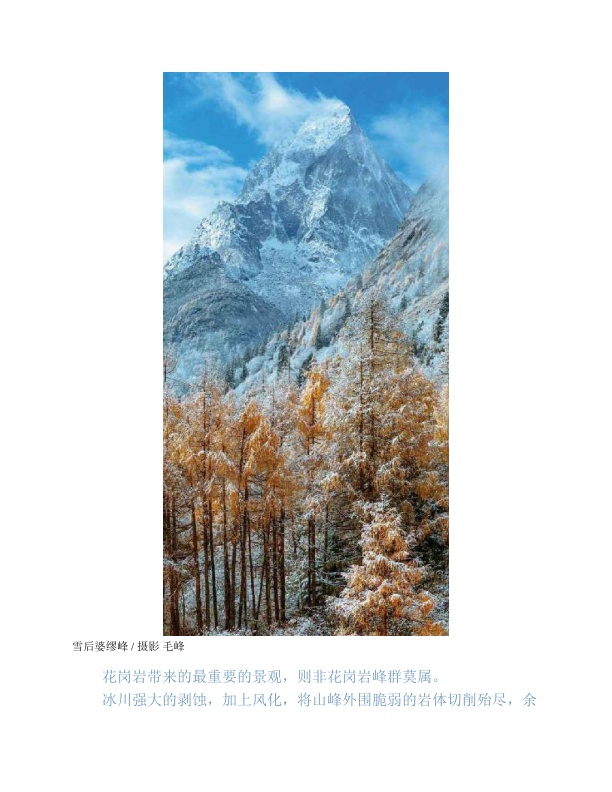 雪后婆缪峰 / 摄影 毛峰
花岗岩带来的最重要的景观，则非花岗岩峰群莫属。
冰川强大的剥蚀，加上风化，将山峰外围脆弱的岩体切削殆尽，余